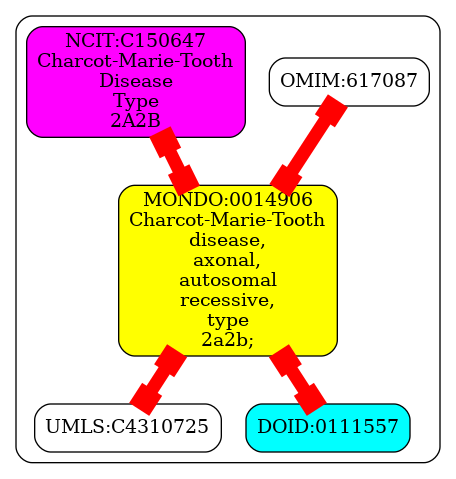 NCIT:C150647
Charcot-Marie-Tooth
Disease
Type
2A2B
OMIM:617087
MONDO:0014906
Charcot-Marie-Tooth
disease,
axonal,
autosomal
recessive,
type
2a2b;
UMLS:C4310725
DOID:0111557